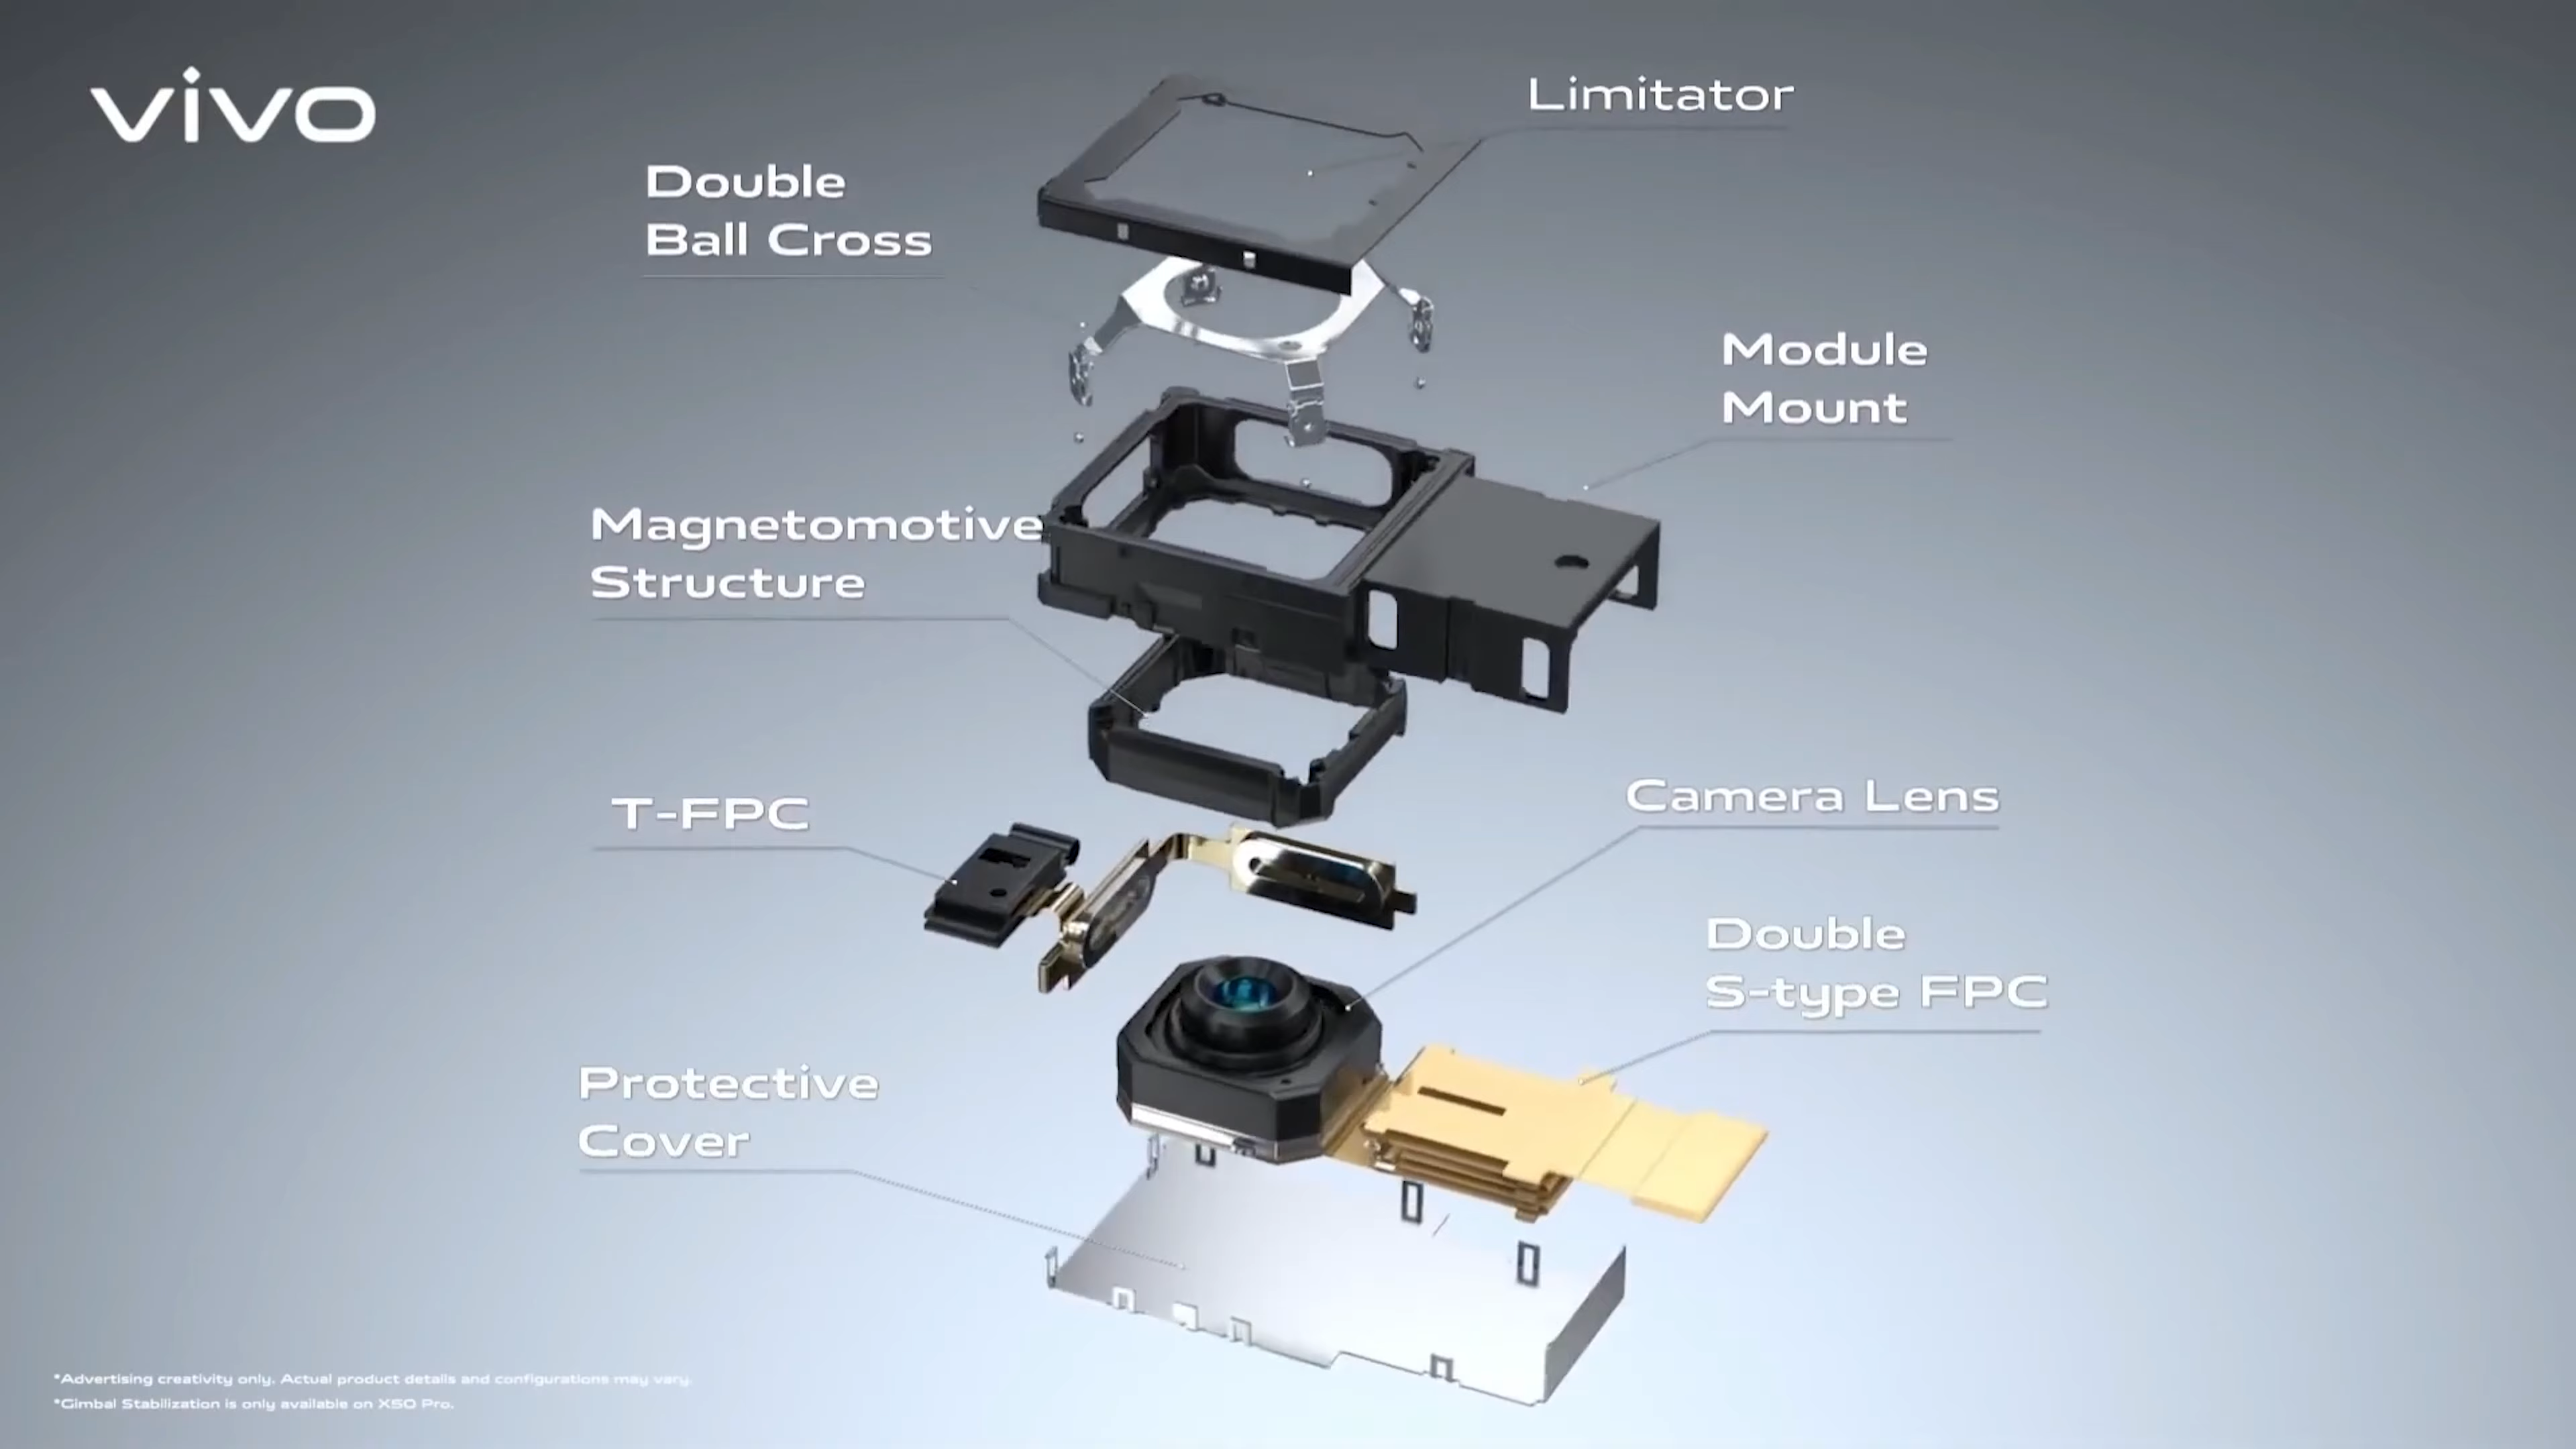 vivo
Limitator
Double
Ball Cross
Module
Mount
Magnetomotive
Structure
T-FPC
Camera Lens
Double
S-type FPC
Protective
Cover
*Advertising creativity only. Actual product details and configurations may vary.
*Gimbal Stabilization is only available on X50 Pro.